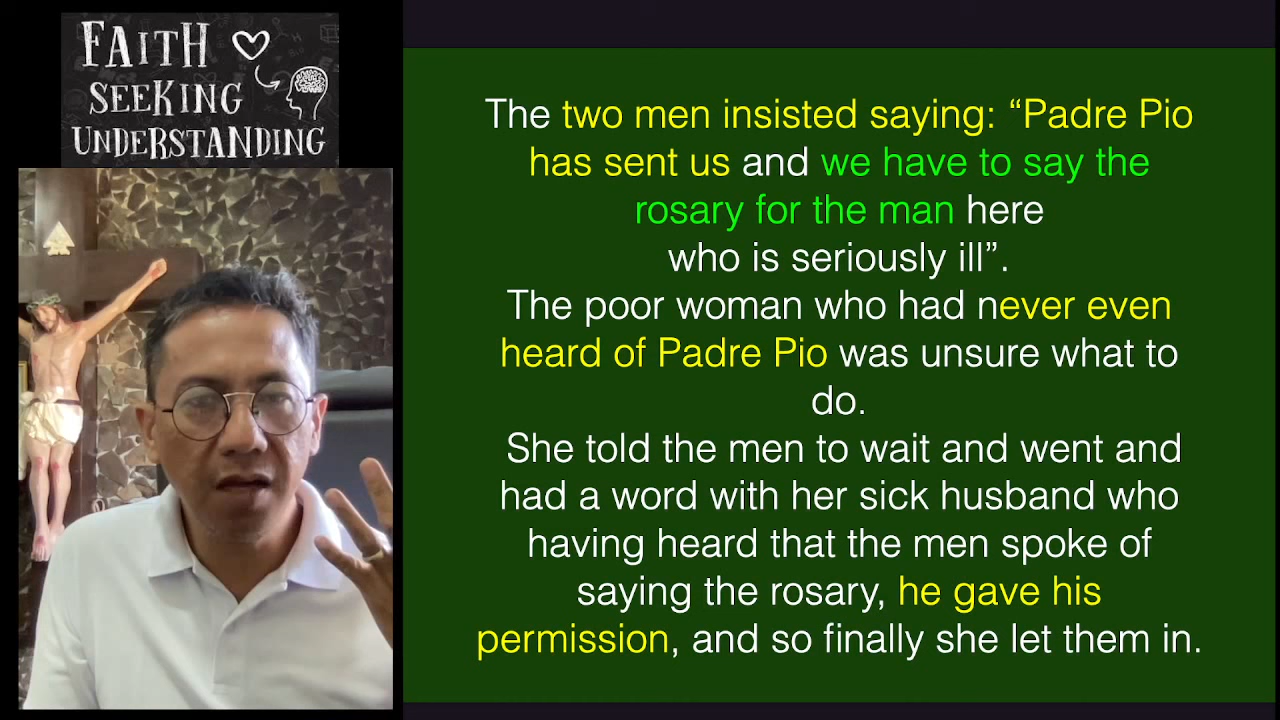 FAITH
SEEKING
UNDERSTANDING
The two men insisted saying: “Padre Pio
has sent us and we have to say the
rosary for the man here
who is seriously ill”.
The poor woman who had never even
heard of Padre Pio was unsure what to
do.
She told the men to wait and went and
had a word with her sick husband who
having heard that the men spoke of
saying the rosary, he gave his
permission, and so finally she let them in.